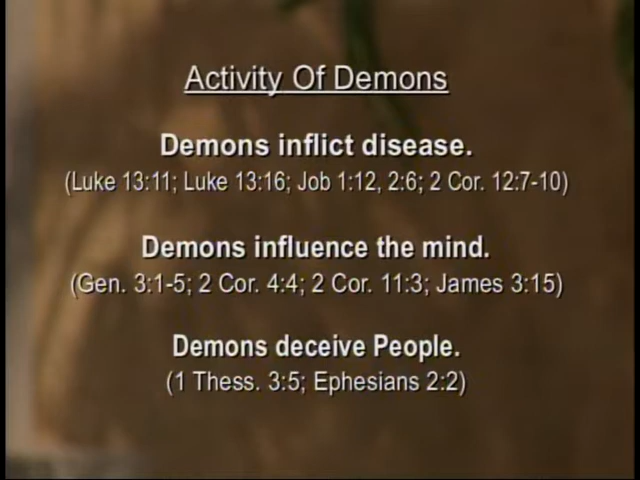 Activity Of Demons
Demons inflict disease.
(Luke 13:11; Luke 13:16; Job 1:12, 2:6; 2 Cor. 12:7-10)
Demons influence the mind.
(Gen. 3:1-5; 2 Cor. 4:4; 2 Cor. 11:3; James 3:15)
Demons deceive People.
(1 Thess. 3:5; Ephesians 2:2)